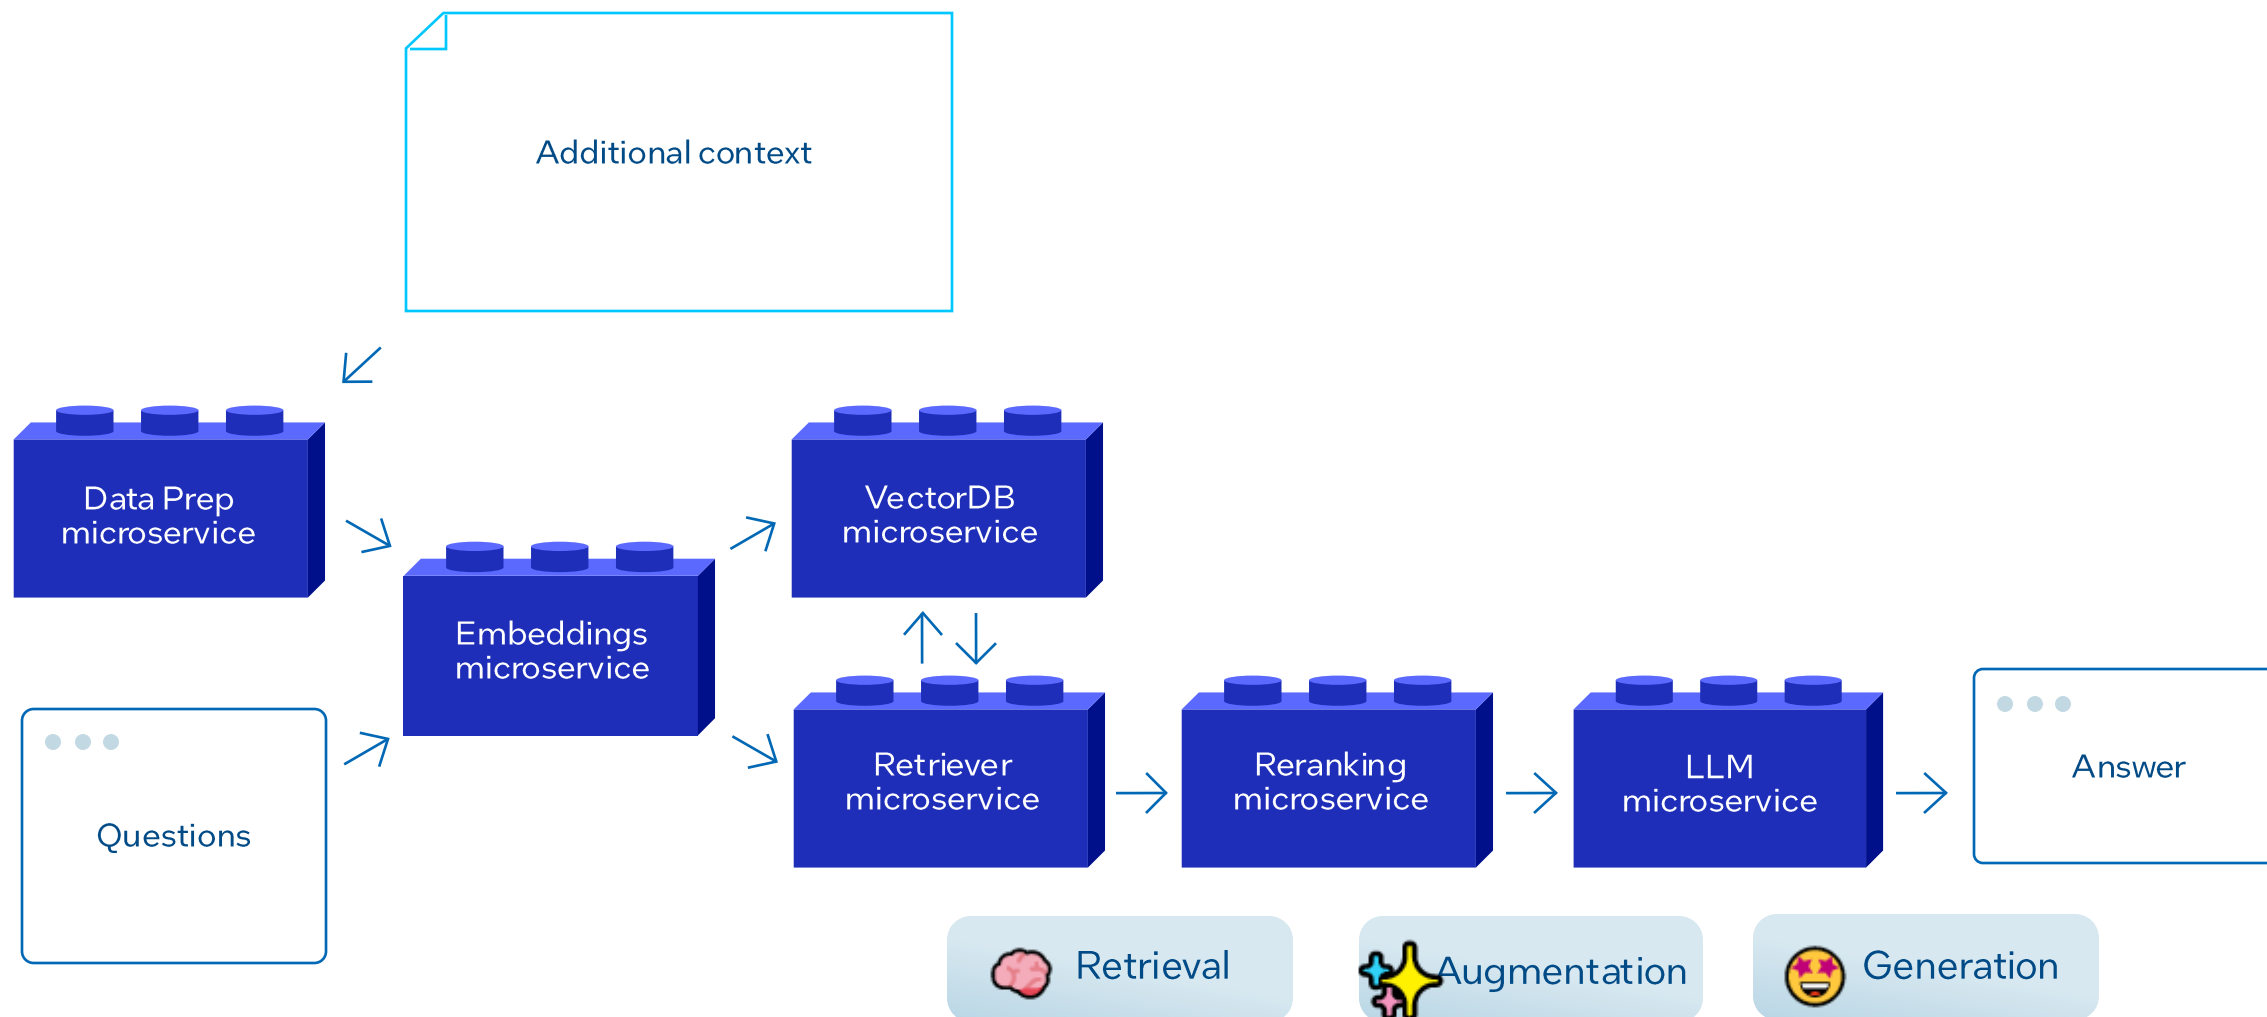 Additional context
Data Prep
microservice
VectorDB
microservice
Embeddings
microservice
Questions
Retriever
microservice
Reranking
microservice
LLM
microservice
Answer
Retrieval
Augmentation
Generation